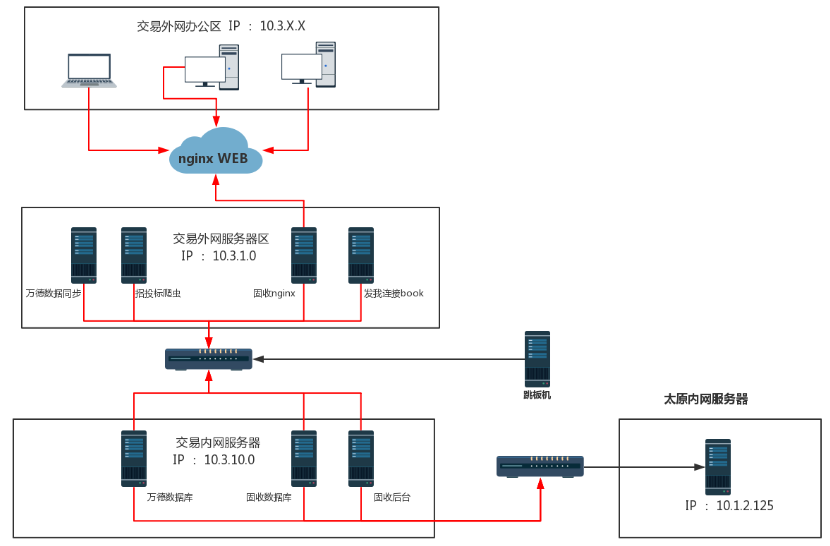 交易外网办公区 IP : 10.3.X.X
nginx WEB
交易外网服务器区
IP : 10.3.1.0
万德数据同步
招投标爬虫
固收nginx
发我连接book
跳板机
太原内网服务器
交易内网服务器
IP : 10.3.10.0
万德数据库
固收数据库
固收后台
IP : 10.1.2.125